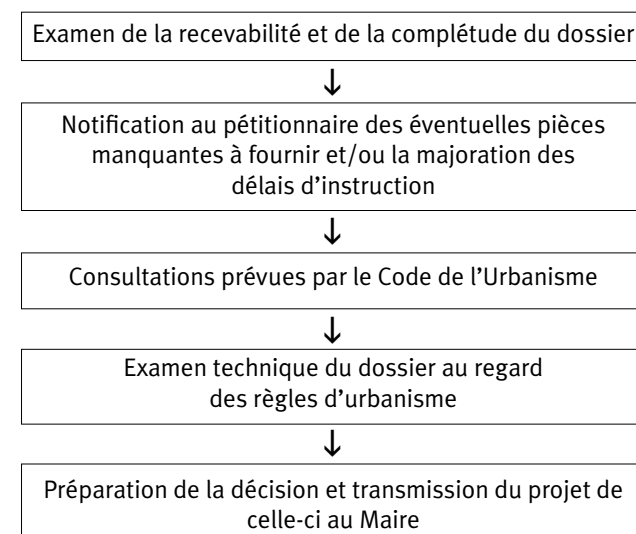 Examen de la recevabilité et de la complétude du dossier
↓
Notification au pétitionnaire des éventuelles pièces
manquantes à fournir et/ou la majoration des
délais d’instruction
↓
Consultations prévues par le Code de l’Urbanisme
↓
Examen technique du dossier au regard
des règles d’urbanisme
↓
Préparation de la décision et transmission du projet de
celle-ci au Maire